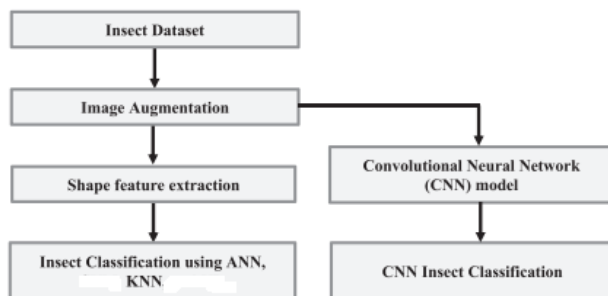 Insect Dataset
Image Augmentation
Shape feature extraction
Insect Classification using ANN,
KNN
Convolutional Neural Network
(CNN) model
CNN Insect Classification